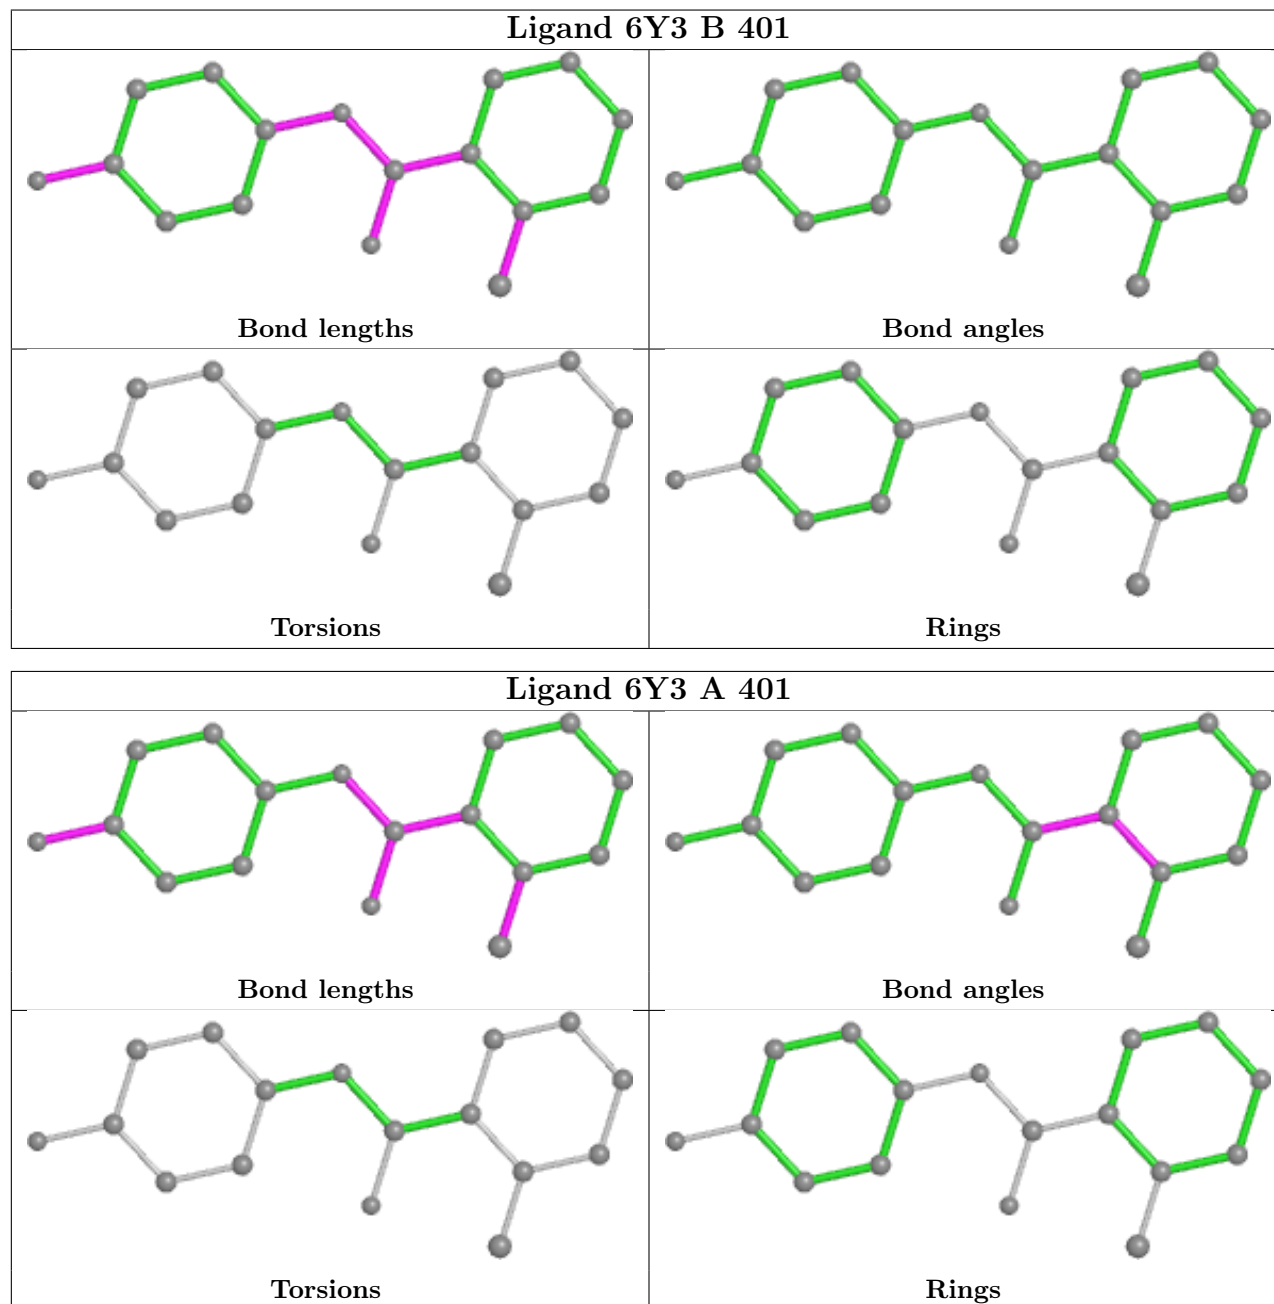 Ligand 6Y3 B 401
Bond lengths
Bond angles
Torsions
Rings
Ligand 6Y3 A 401
Bond lengths
Bond angles
Torsions
Rings